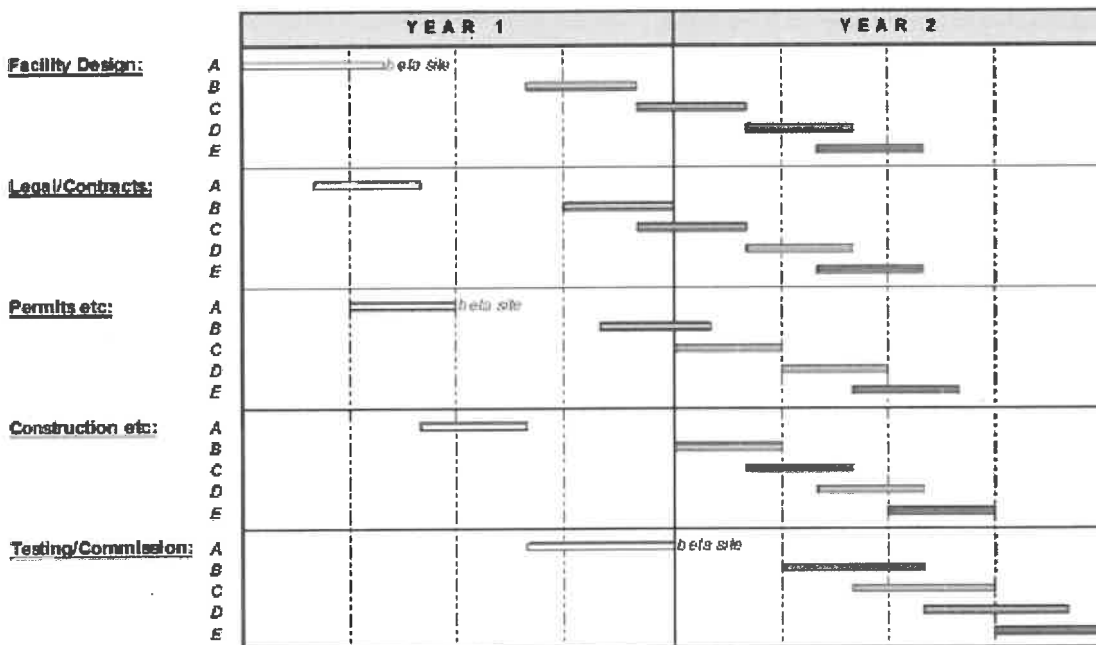 YEAR 1 YEAR 2
Facility Design: A beta site
B
C
D
E
Legal/Contracts: A
B
C
D
E
Permits etc: A beta site
B
C
D
E
Construction etc: A
B
C
D
E
Testing/Commission: A beta site
B
C
D
E